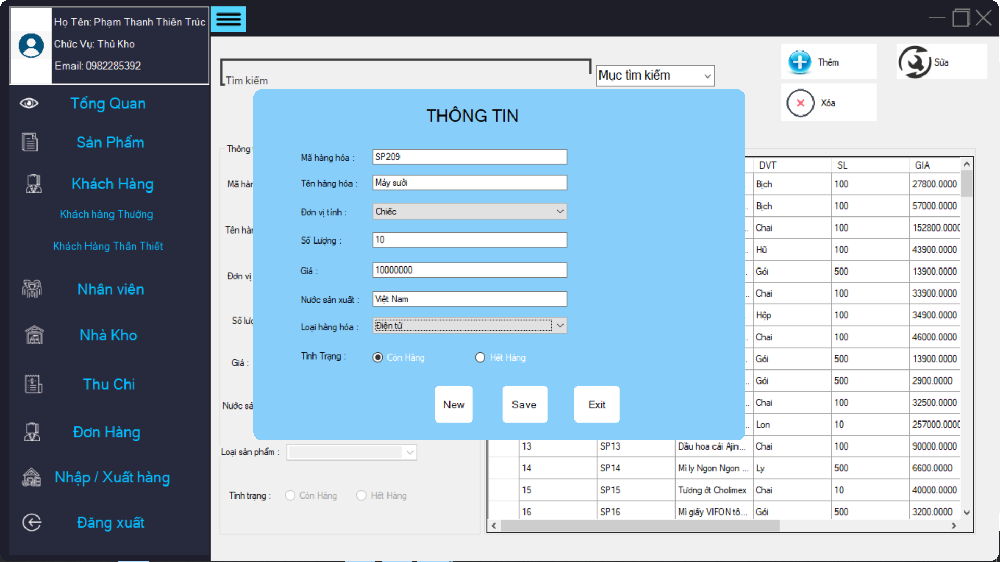 Họ Tên: Phạm Thanh Thiên Trúc
Chức Vụ: Thủ Kho
Email: 0982285392
Tổng Quan
Sản Phẩm
Khách Hàng
Khách hàng Thường
Khách Hàng Thân Thiết
Nhân viên
Nhà Kho
Thu Chi
Đơn Hàng
Nhập / Xuất hàng
Đăng xuất
Tìm kiếm
Mục tìm kiếm
Thêm
Sửa
Xóa
THÔNG TIN
Mã hàng hóa : SP209
Tên hàng hóa : Máy sưởi
Đơn vị tính : Chiếc
Số Lượng : 10
Giá : 10000000
Nước sản xuất : Việt Nam
Loại hàng hóa : Điện tử
Tình Trạng : Còn Hàng Hết Hàng
New Save Exit
Thông
Mã hàn
Tên hàn
Đơn vị
Số lượ
Giá :
Nước sả
Loại sản phẩm :
Tình trạng : Còn Hàng Hết Hàng
DVT SL GIA
Bịch 100 27800.0000
Bịch 100 57000.0000
Chai 100 152800.0000
Hũ 100 43900.0000
Gói 500 13900.0000
Chai 100 33900.0000
Hộp 100 34900.0000
Chai 100 46000.0000
Gói 500 13900.0000
Gói 500 2900.0000
Chai 100 32500.0000
Lon 10 257000.0000
13 SP13 Dầu hoa cải Ajin... Chai 100 90000.0000
14 SP14 Mì ly Ngon Ngon ... Ly 500 6600.0000
15 SP15 Tương ớt Cholimex Chai 10 40000.0000
16 SP16 Mì giấy VIFON tô... Gói 500 3200.0000